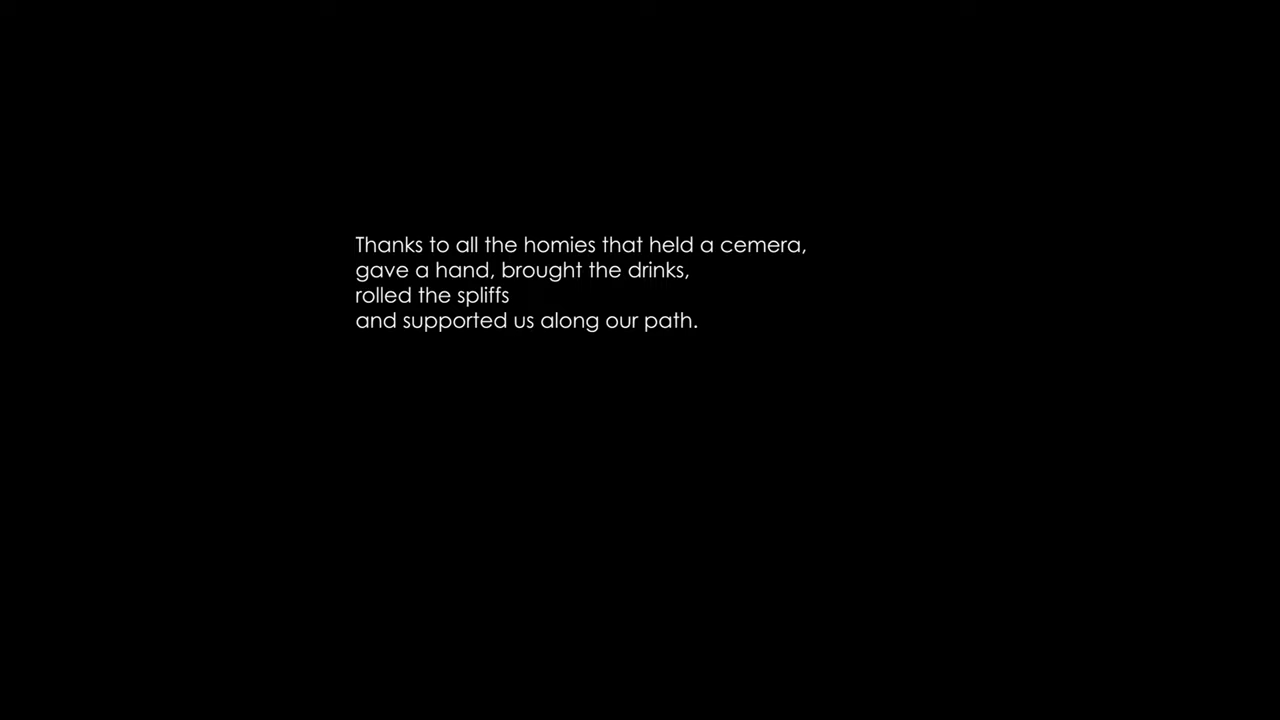 Thanks to all the homies that held a cemera,
gave a hand, brought the drinks,
rolled the spliffs
and supported us along our path.